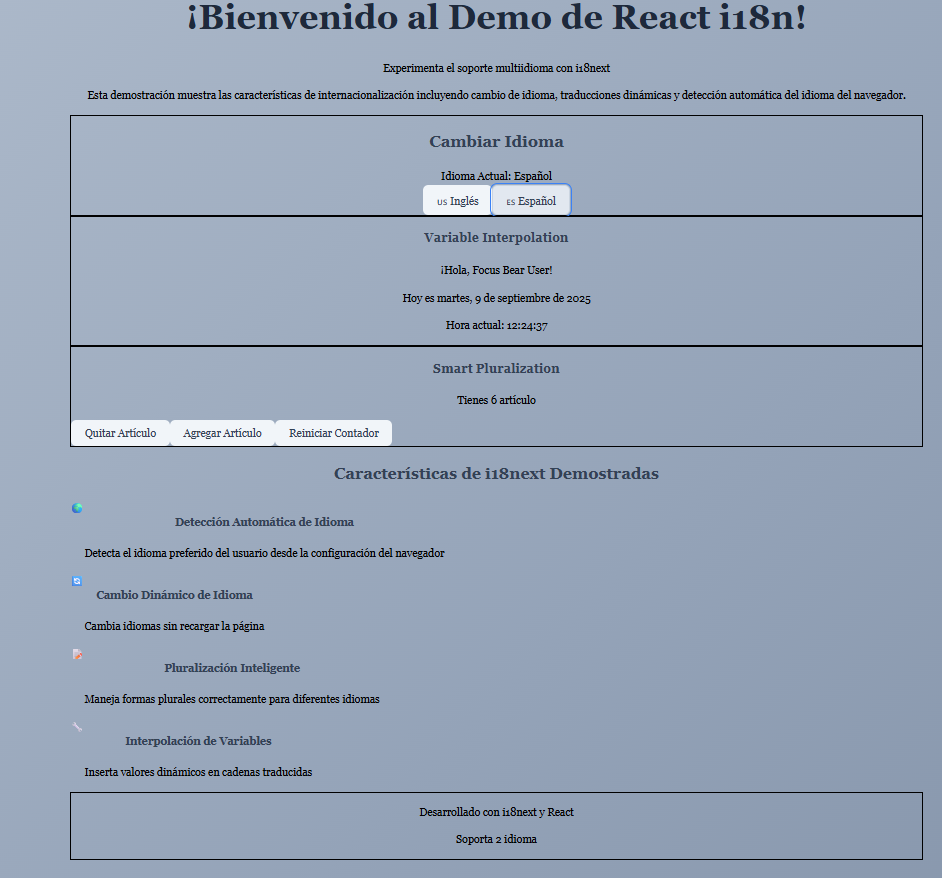 ¡Bienvenido al Demo de React i18n!
Experimenta el soporte multiidioma con i18next
Esta demostración muestra las características de internacionalización incluyendo cambio de idioma, traducciones dinámicas y detección automática del idioma del navegador.
Cambiar Idioma
Idioma Actual: Español
US Inglés ES Español
Variable Interpolation
¡Hola, Focus Bear User!
Hoy es martes, 9 de septiembre de 2025
Hora actual: 12:24:37
Smart Pluralization
Tienes 6 artículo
Quitar Artículo Agregar Artículo Reiniciar Contador
Características de i18next Demostradas
Detección Automática de Idioma
Detecta el idioma preferido del usuario desde la configuración del navegador
Cambio Dinámico de Idioma
Cambia idiomas sin recargar la página
Pluralización Inteligente
Maneja formas plurales correctamente para diferentes idiomas
Interpolación de Variables
Inserta valores dinámicos en cadenas traducidas
Desarrollado con i18next y React
Soporta 2 idioma